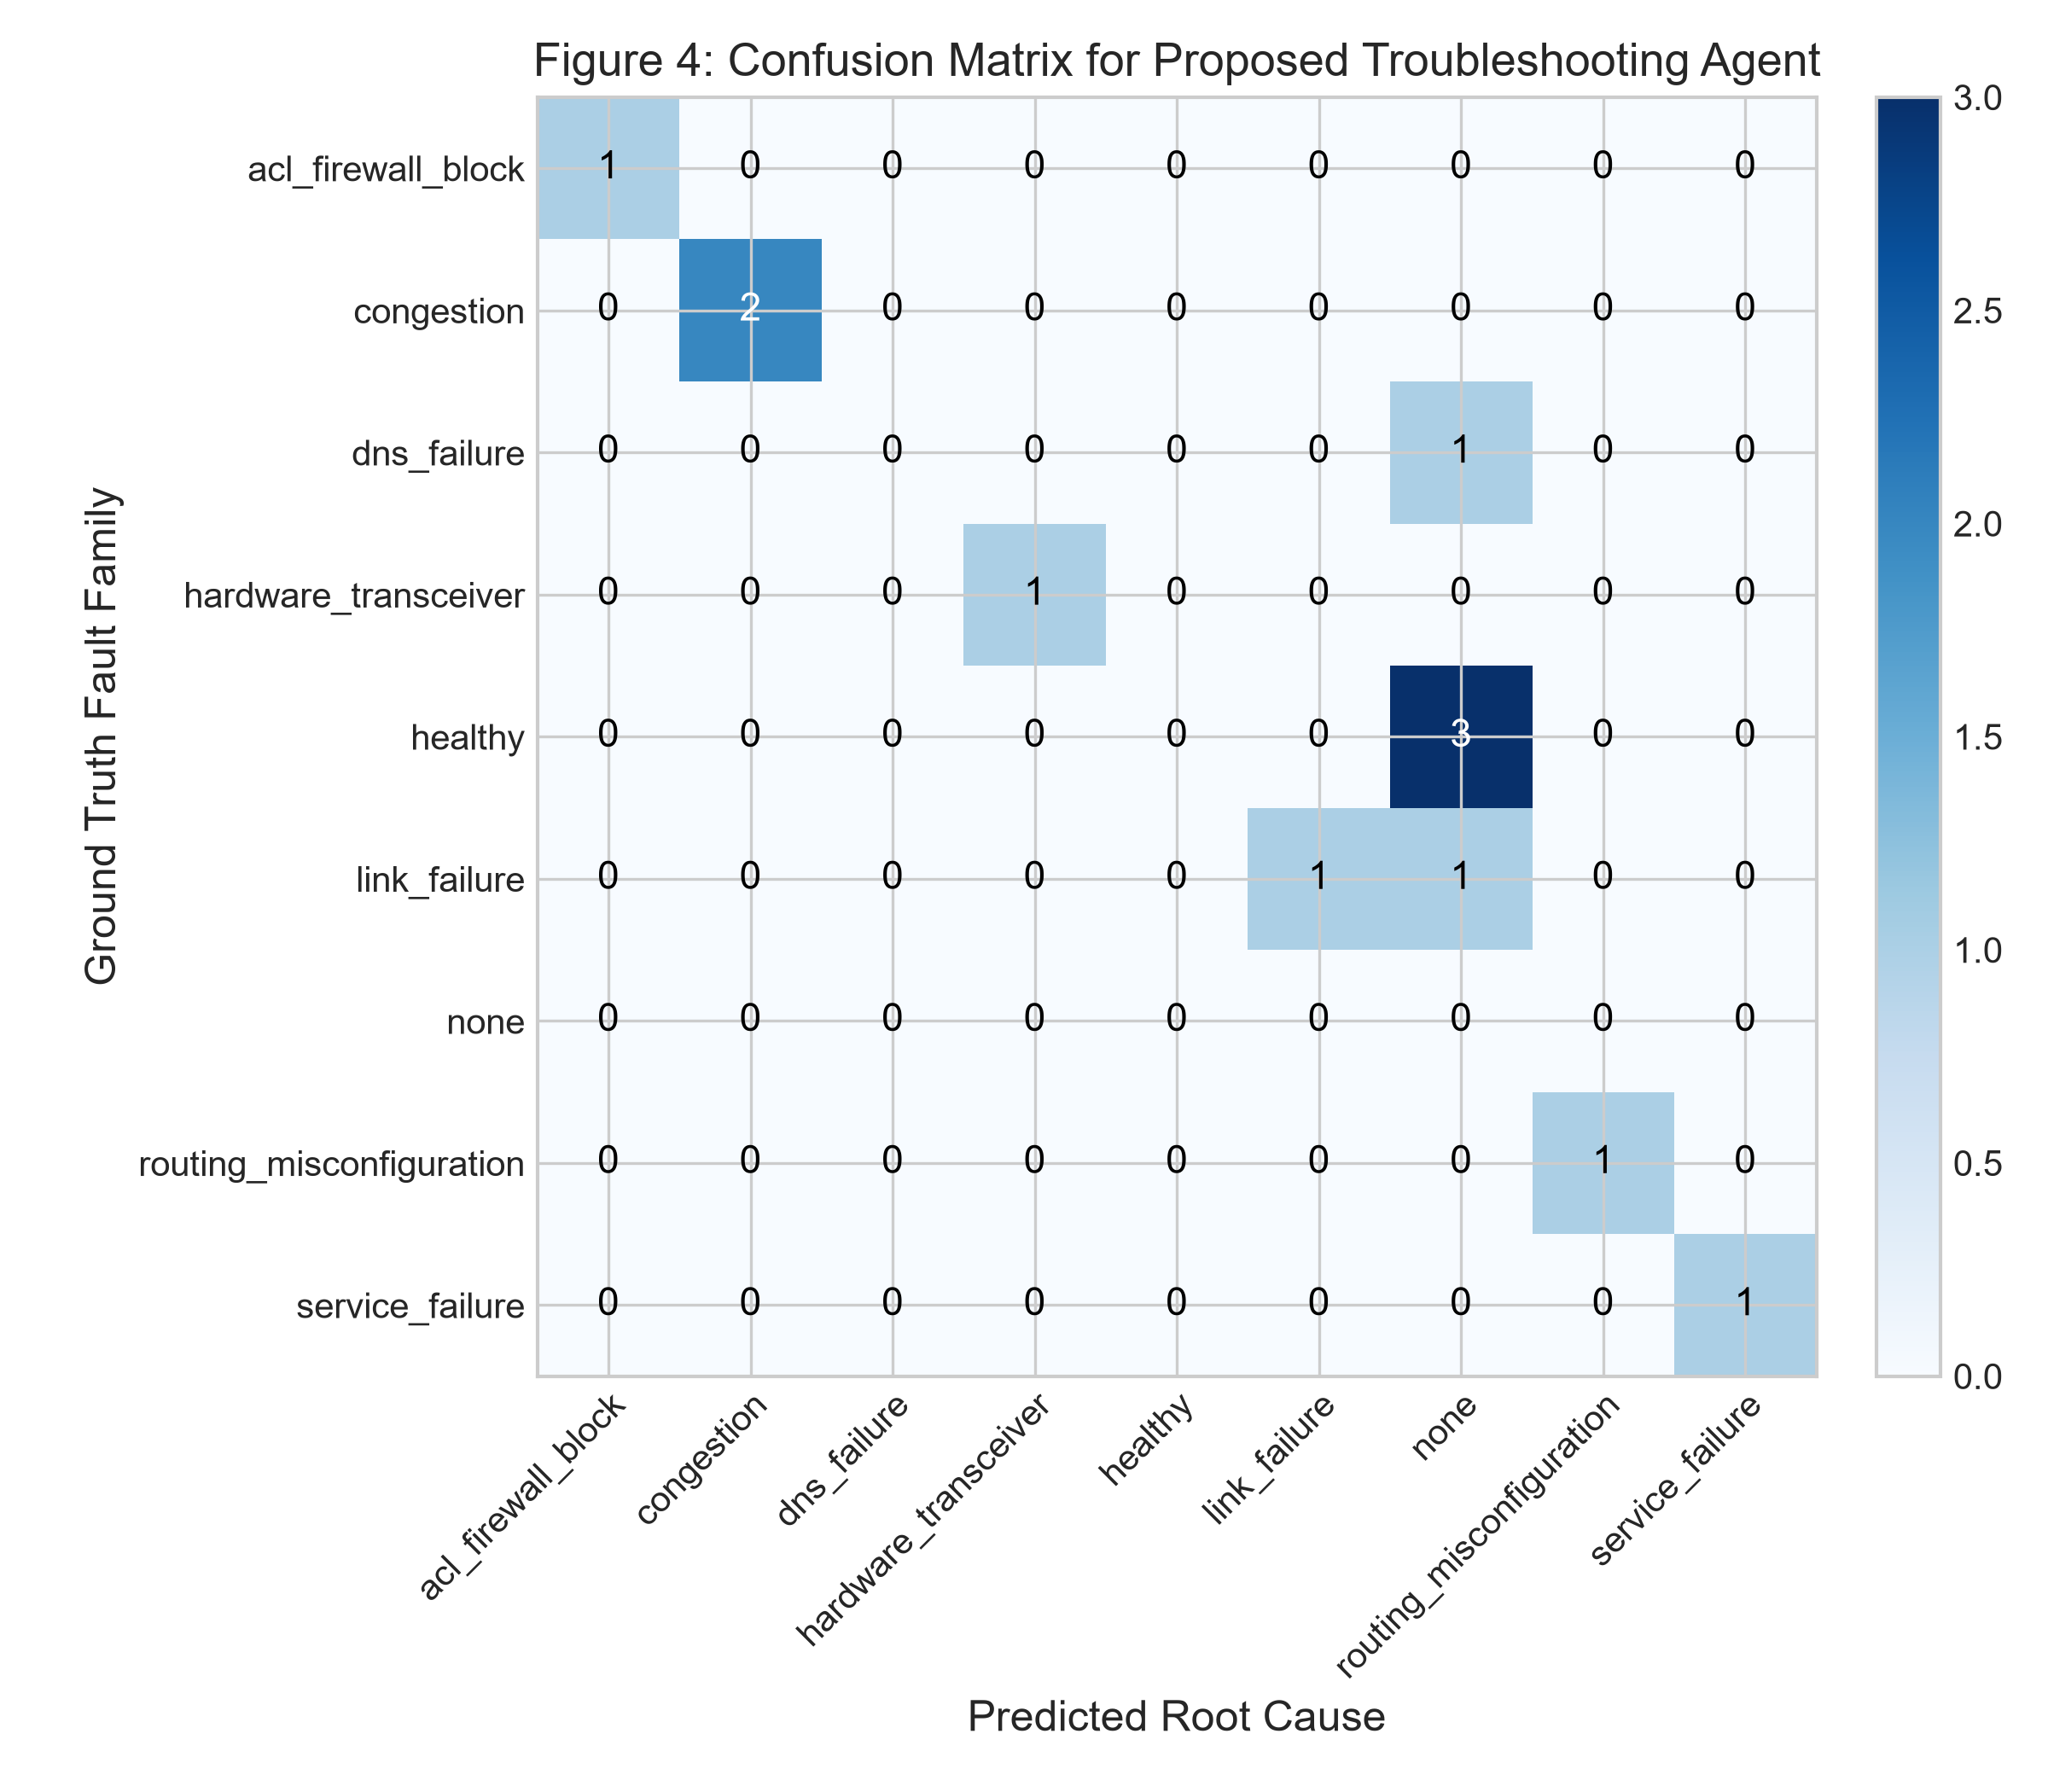 Figure 4: Confusion Matrix for Proposed Troubleshooting Agent
acl_firewall_block 1 0 0 0 0 0 0 0 0
congestion 0 2 0 0 0 0 0 0 0
dns_failure 0 0 0 0 0 0 1 0 0
hardware_transceiver 0 0 0 1 0 0 0 0 0
healthy 0 0 0 0 0 0 3 0 0
link_failure 0 0 0 0 0 1 1 0 0
none 0 0 0 0 0 0 0 0 0
routing_misconfiguration 0 0 0 0 0 0 0 1 0
service_failure 0 0 0 0 0 0 0 0 1
Ground Truth Fault Family
acl_firewall_block
congestion
dns_failure
hardware_transceiver
healthy
link_failure
none
routing_misconfiguration
service_failure
Predicted Root Cause
3.0
2.5
2.0
1.5
1.0
0.5
0.0